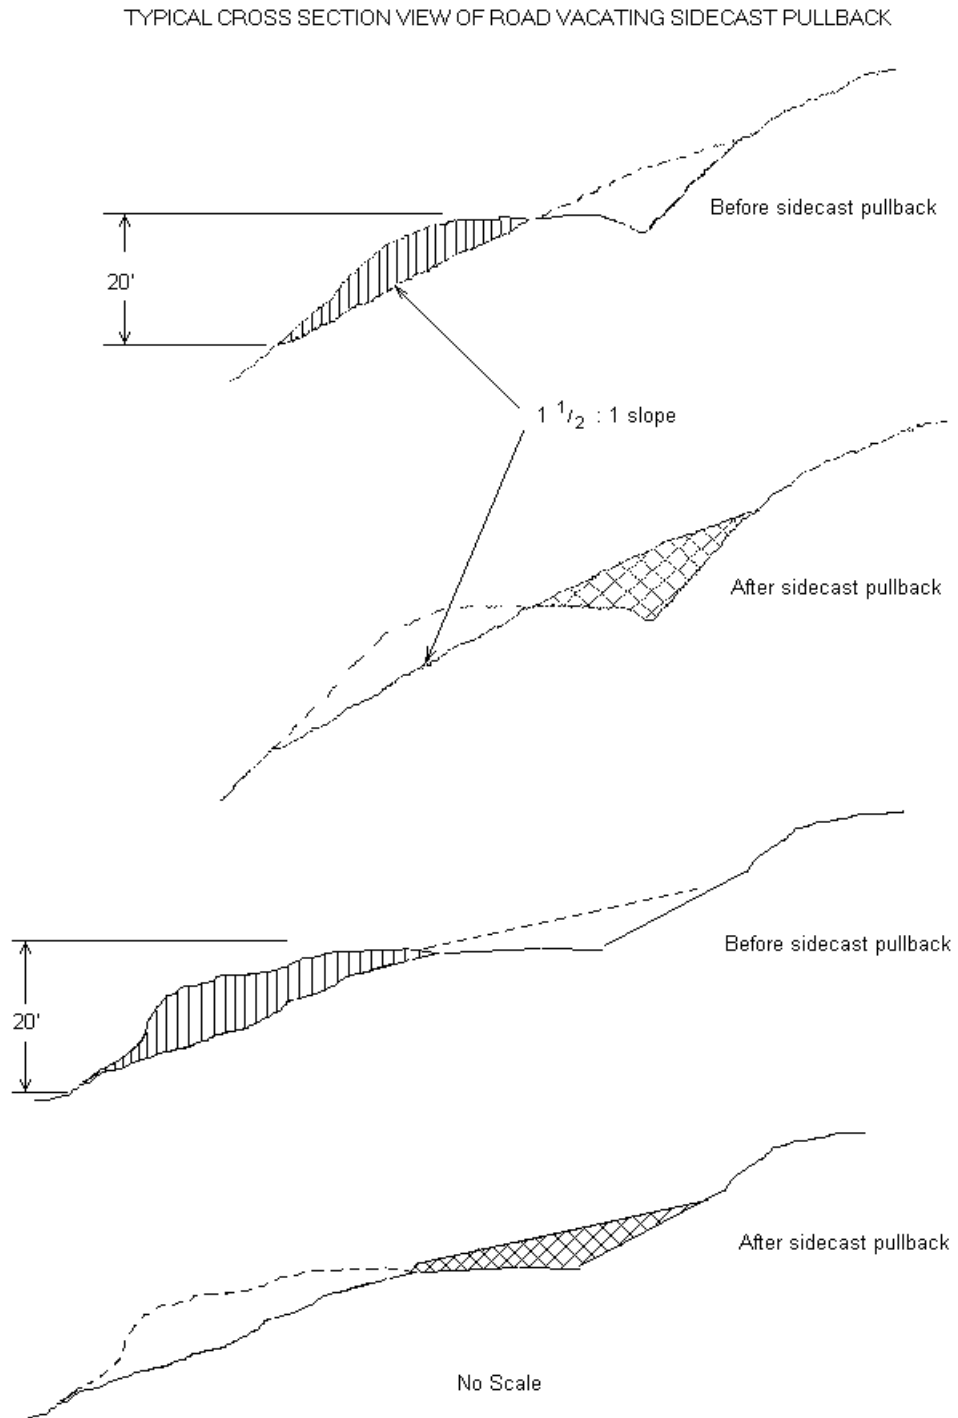 TYPICAL CROSS SECTION VIEW OF ROAD VACATING SIDECAST PULLBACK
Before sidecast pullback
20'
1 1/2 : 1 slope
After sidecast pullback
Before sidecast pullback
20'
After sidecast pullback
No Scale